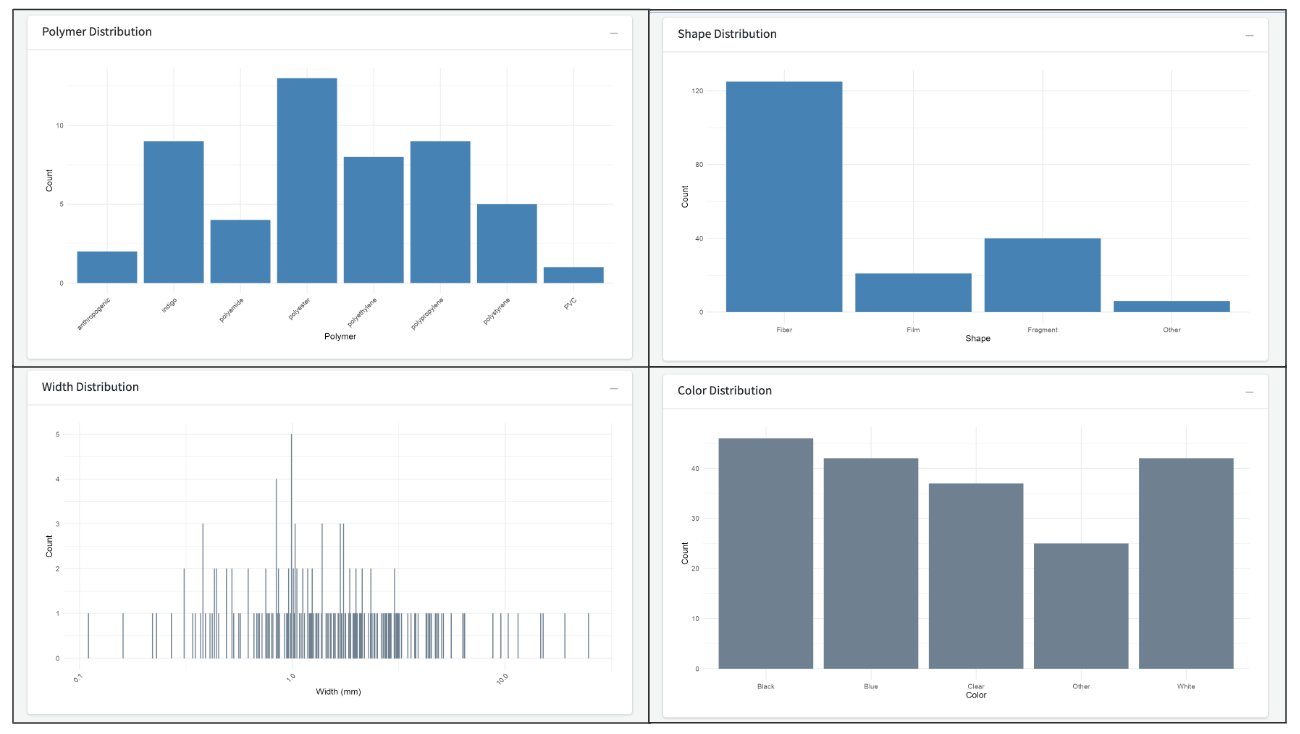 Polymer Distribution
10
5
0
Count
anthropogenic
indigo
polyamide
polyester
polyethylene
polypropylene
polystyrene
PVC
Polymer
Shape Distribution
120
80
40
0
Count
Fiber
Film
Fragment
Other
Shape
Width Distribution
5
4
3
2
1
0
Count
0.1
1.0
10.0
Width (mm)
Color Distribution
40
30
20
10
0
Count
Black
Blue
Clear
Other
White
Color